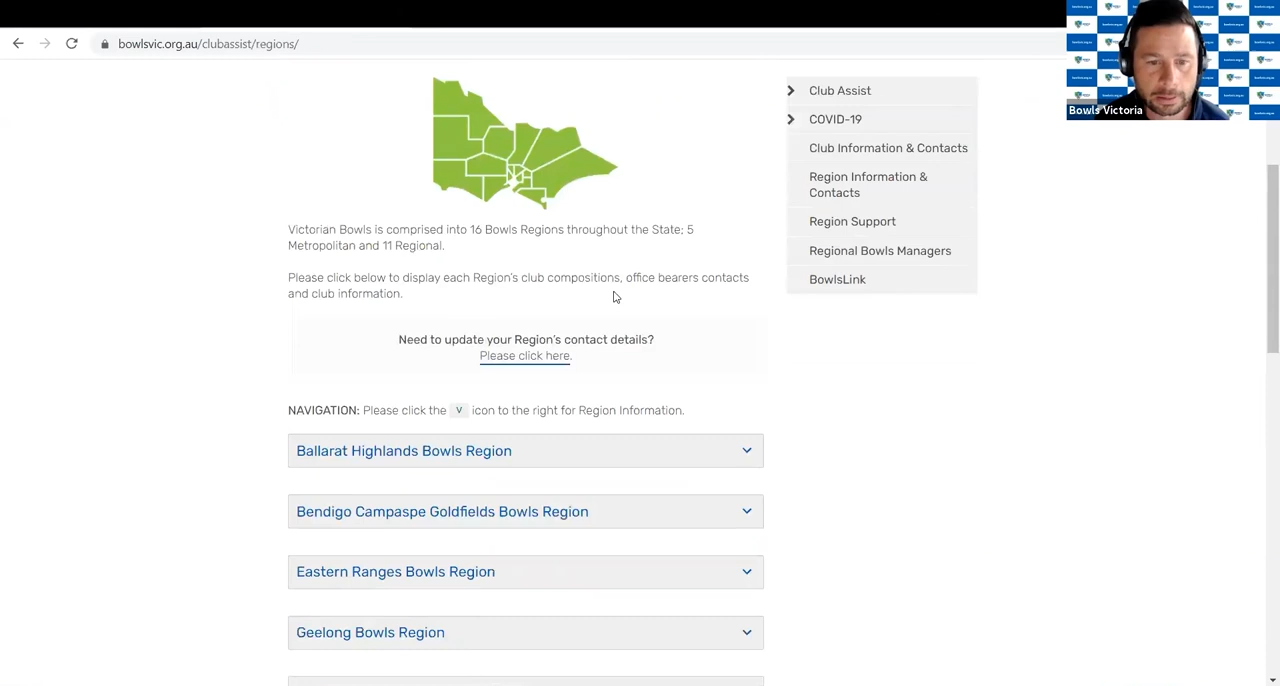 bowlsvic.org.au/clubassist/regions/
Bowls Victoria
Club Assist
COVID-19
Club Information & Contacts
Region Information &
Contacts
Region Support
Regional Bowls Managers
BowlsLink
Victorian Bowls is comprised into 16 Bowls Regions throughout the State; 5
Metropolitan and 11 Regional.
Please click below to display each Region's club compositions, office bearers contacts
and club information.
Need to update your Region's contact details?
Please click here.
NAVIGATION: Please click the V icon to the right for Region Information.
Ballarat Highlands Bowls Region
Bendigo Campaspe Goldfields Bowls Region
Eastern Ranges Bowls Region
Geelong Bowls Region